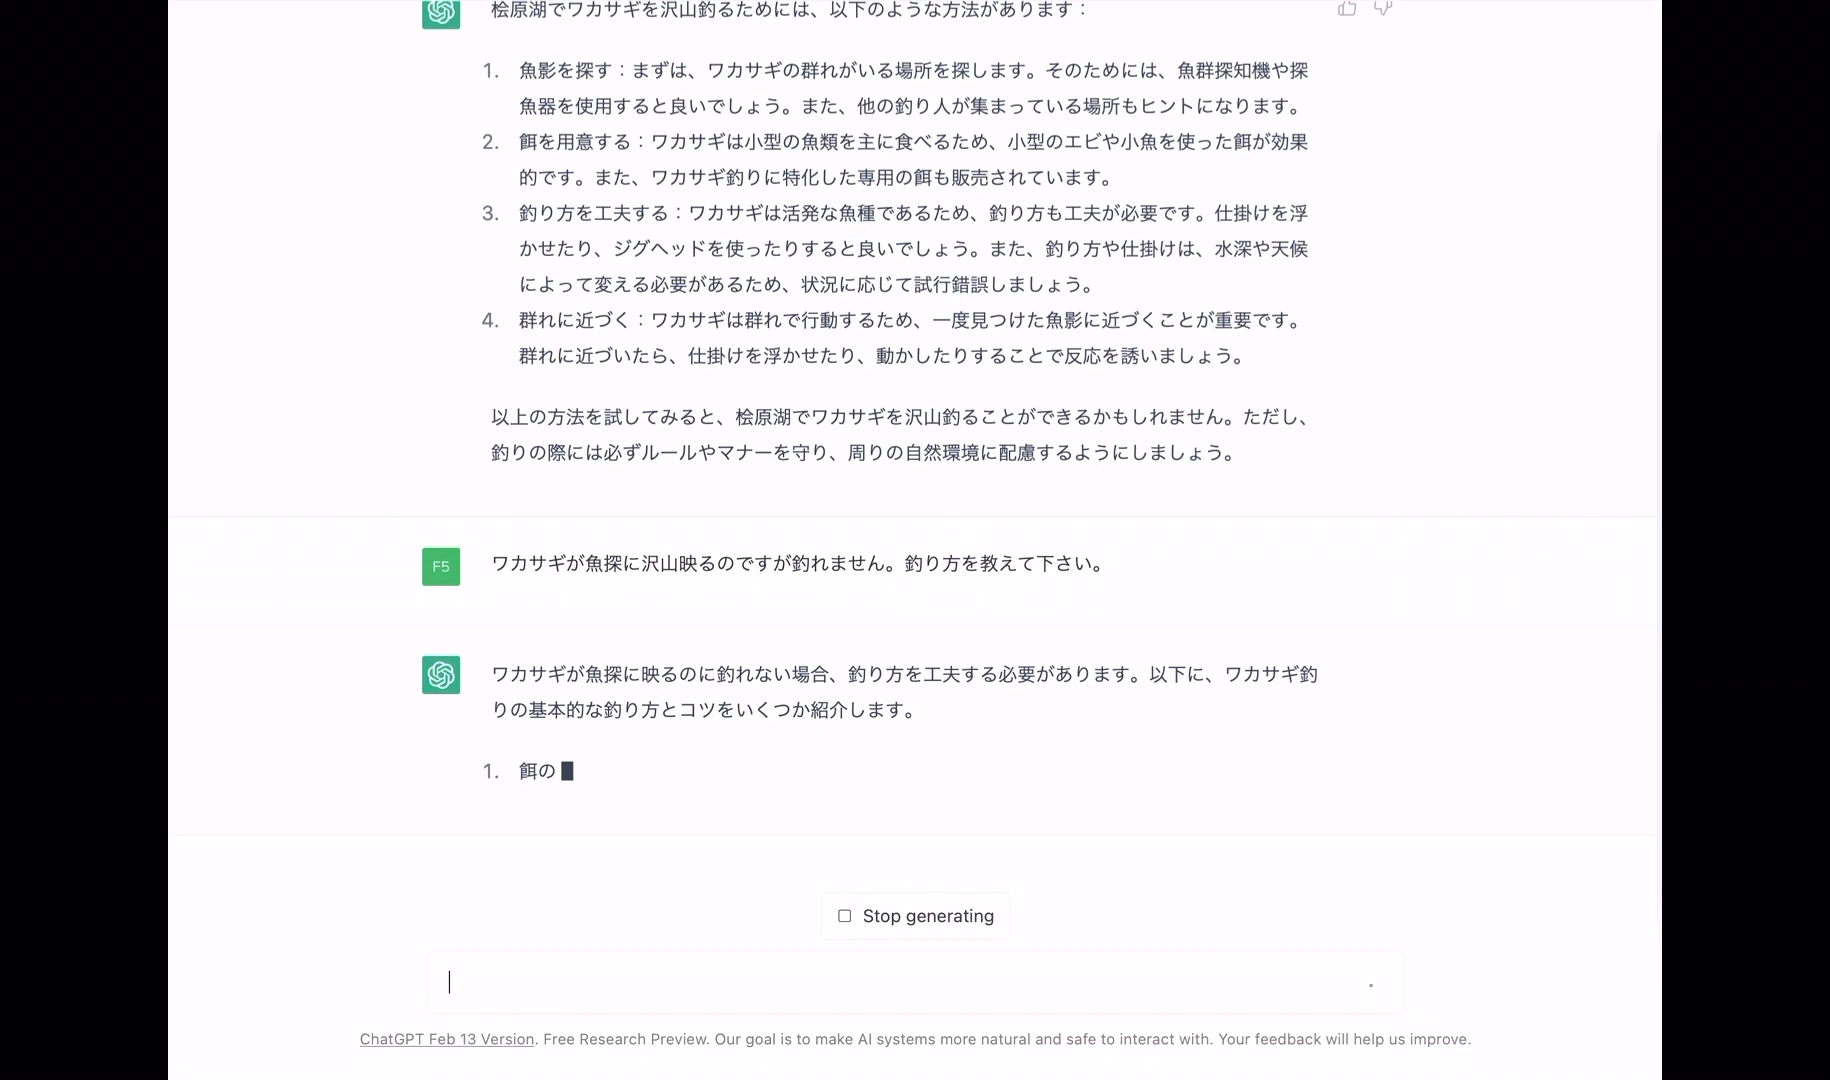 桧原湖でワカサギを沢山釣るためには、以下のような方法があります：
1. 魚影を探す：まずは、ワカサギの群れがいる場所を探します。そのためには、魚群探知機や探
魚器を使用すると良いでしょう。また、他の釣り人が集まっている場所もヒントになります。
2. 餌を用意する：ワカサギは小型の魚類を主に食べるため、小型のエビや小魚を使った餌が効果
的です。また、ワカサギ釣りに特化した専用の餌も販売されています。
3. 釣り方を工夫する：ワカサギは活発な魚種であるため、釣り方も工夫が必要です。仕掛けを浮
かせたり、ジグヘッドを使ったりすると良いでしょう。また、釣り方や仕掛けは、水深や天候
によって変える必要があるため、状況に応じて試行錯誤しましょう。
4. 群れに近づく：ワカサギは群れで行動するため、一度見つけた魚影に近づくことが重要です。
群れに近づいたら、仕掛けを浮かせたり、動かしたりすることで反応を誘いましょう。
以上の方法を試してみると、桧原湖でワカサギを沢山釣ることができるかもしれません。ただし、
釣りの際には必ずルールやマナーを守り、周りの自然環境に配慮するようにしましょう。
F5 ワカサギが魚探に沢山映るのですが釣れません。釣り方を教えて下さい。
ワカサギが魚探に映るのに釣れない場合、釣り方を工夫する必要があります。以下に、ワカサギ釣
りの基本的な釣り方とコツをいくつか紹介します。
1. 餌の
Stop generating
ChatGPT Feb 13 Version. Free Research Preview. Our goal is to make AI systems more natural and safe to interact with. Your feedback will help us improve.